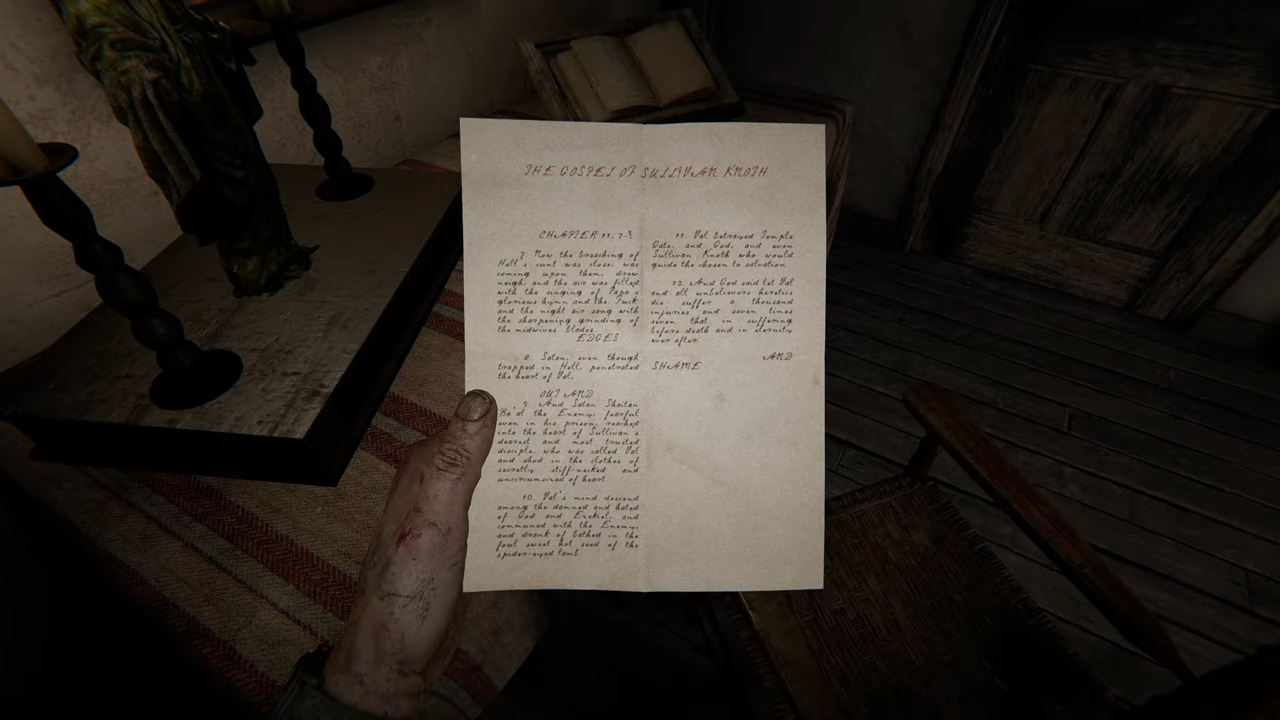 THE GOSPEL OF SULLIVAN KNOTH
CHAPTER 11, 7-3
7. Now the breaching of
Hell's cunt was close, was
coming upon them, drew
neigh, and the air was filled
with the singing of Papa's
glorious hymn and the. Fuck
and the night air sang with
the sharpening grinding of
the midwives blades.
EDGES
8. Satan, even though
trapped in Hell, penetrated
the heart of Val.
OUT AND
9. And Satan Shaitan
Ba'al the Enemy, fearful
even in his prison, reached
into the heart of Sullivan's
dearest and most trusted
disciple, who was called Val
and shod in the clothes of
secretly stiff-necked and
uncircumsized of heart.
10. Val's mind descend
among the damned and hated
of God and Ezekiel, and
communed with the Enemy,
and drank of bathed in the
foul sweet hot seed of the
spider-eyed lamb.
11. Val betrayed Temple
Gate, and God, and even
Sullivan Knoth who would
guide the chosen to salvation
12. And God said let Val
and all unbelievers heretics
die suffer a thousand
injuries and seven times
seven that in suffering
before death and in eternity
ever after.
AND
SHAME